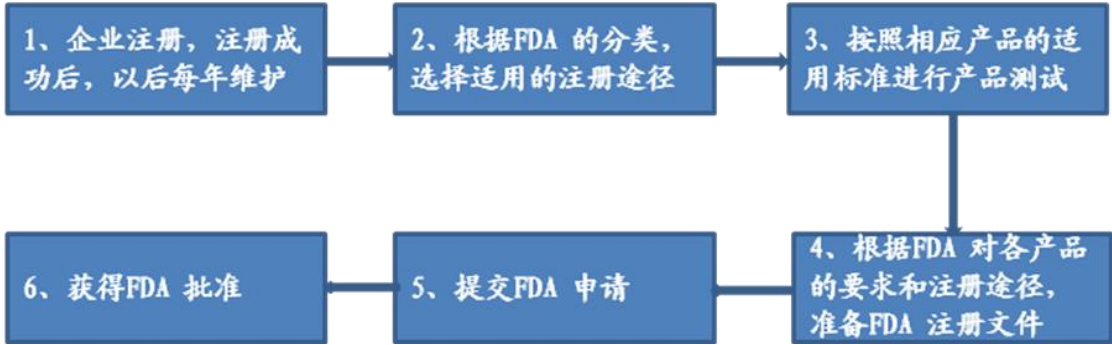 1、企业注册，注册成
功后，以后每年维护
2、根据FDA 的分类，
选择适用的注册途径
3、按照相应产品的适
用标准进行产品测试
4、根据FDA 对各产品
的要求和注册途径，
准备FDA 注册文件
5、提交FDA 申请
6、获得FDA 批准